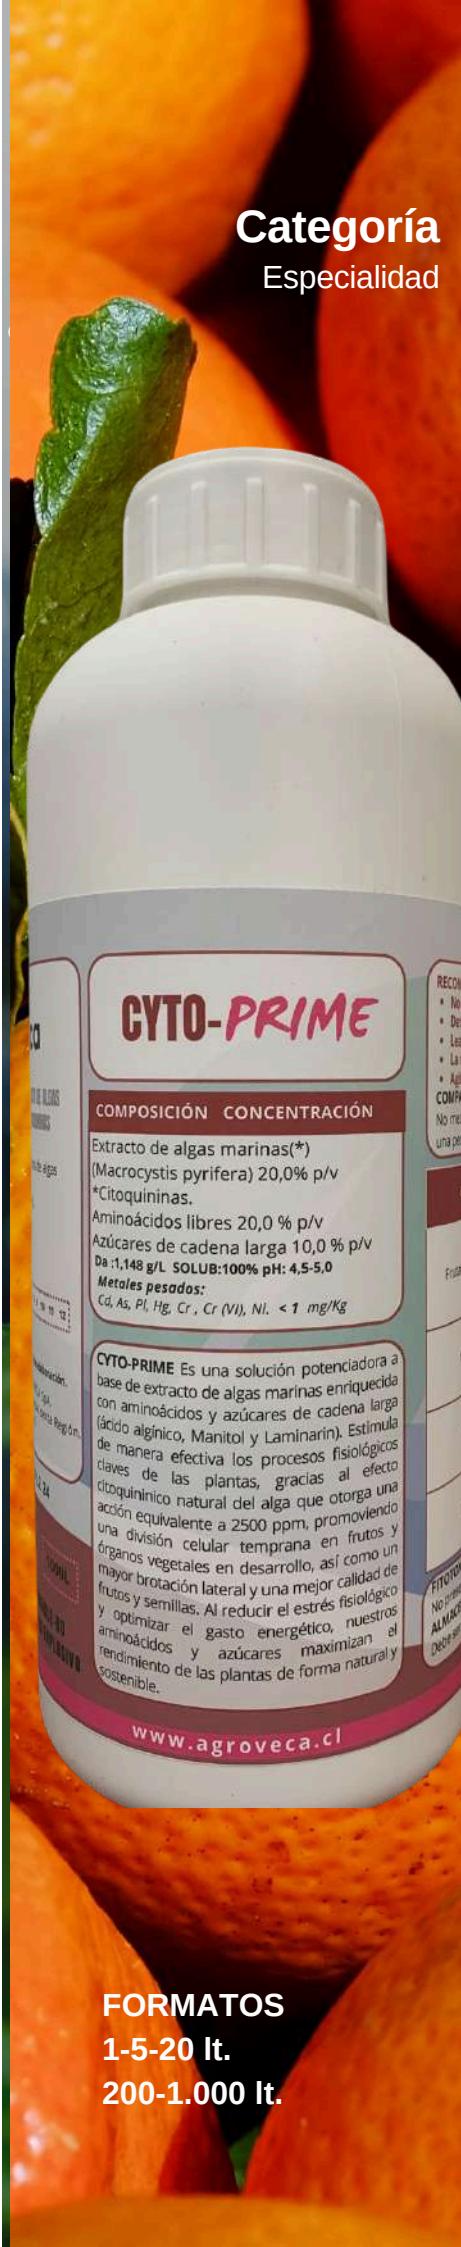 Categoría
Especialidad
CYTO-PRIME
COMPOSICIÓN CONCENTRACIÓN
Extracto de algas marinas(*)
(Macrocystis pyrifera) 20,0% p/v
*Citoquininas.
Aminoácidos libres 20,0 % p/v
Azúcares de cadena larga 10,0 % p/v
Da :1,148 g/L SOLUB:100% pH: 4,5-5,0
Metales pesados:
Cd, As, Pl, Hg, Cr , Cr (VI), Ni. < 1 mg/Kg
CYTO-PRIME Es una solución potenciadora a
base de extracto de algas marinas enriquecida
con aminoácidos y azúcares de cadena larga
(ácido algínico, Manitol y Laminarin). Estimula
de manera efectiva los procesos fisiológicos
claves de las plantas, gracias al efecto
citoquininico natural del alga que otorga una
acción equivalente a 2500 ppm, promoviendo
una división celular temprana en frutos y
órganos vegetales en desarrollo, así como un
mayor brotación lateral y una mejor calidad de
frutos y semillas. Al reducir el estrés fisiológico
y optimizar el gasto energético, nuestros
aminoácidos y azúcares maximizan el
rendimiento de las plantas de forma natural y
sostenible.
www.agroveca.cl
FORMATOS
1-5-20 lt.
200-1.000 lt.